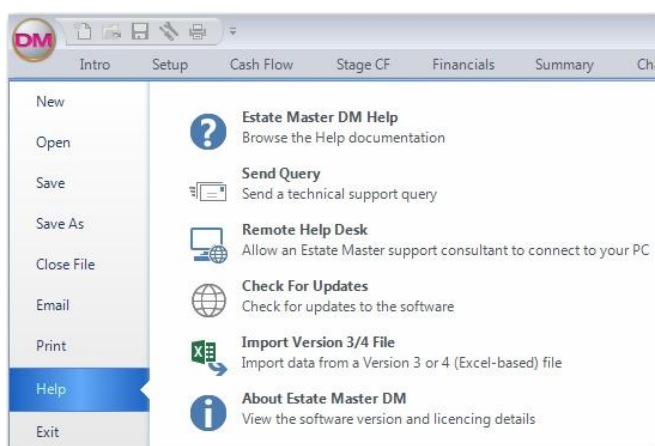 DM
Intro Setup Cash Flow Stage CF Financials Summary
New
Open
Save
Save As
Close File
Email
Print
Help
Exit
Estate Master DM Help
Browse the Help documentation
Send Query
Send a technical support query
Remote Help Desk
Allow an Estate Master support consultant to connect to your PC
Check For Updates
Check for updates to the software
Import Version 3/4 File
Import data from a Version 3 or 4 (Excel-based) file
About Estate Master DM
View the software version and licencing details